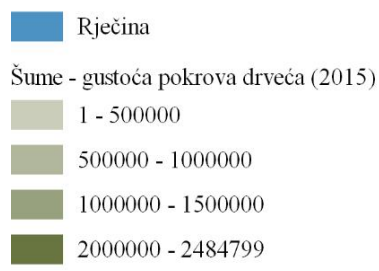 Rječina
Šume - gustoća pokrova drveća (2015)
1 - 500000
500000 - 1000000
1000000 - 1500000
2000000 - 2484799